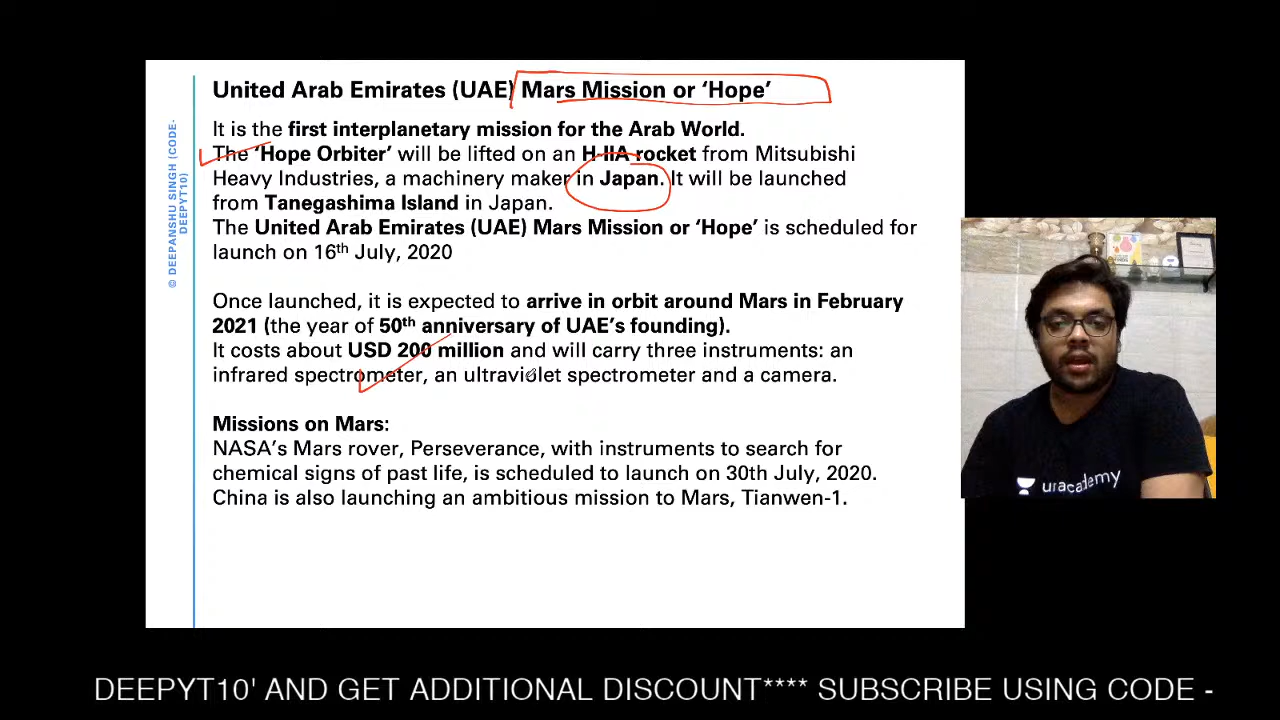 United Arab Emirates (UAE) Mars Mission or ‘Hope’
It is the first interplanetary mission for the Arab World.
The ‘Hope Orbiter’ will be lifted on an H-IIA rocket from Mitsubishi
Heavy Industries, a machinery maker in Japan. It will be launched
from Tanegashima Island in Japan.
The United Arab Emirates (UAE) Mars Mission or ‘Hope’ is scheduled for
launch on 16th July, 2020
Once launched, it is expected to arrive in orbit around Mars in February
2021 (the year of 50th anniversary of UAE’s founding).
It costs about USD 200 million and will carry three instruments: an
infrared spectrometer, an ultraviolet spectrometer and a camera.
Missions on Mars:
NASA’s Mars rover, Perseverance, with instruments to search for
chemical signs of past life, is scheduled to launch on 30th July, 2020.
China is also launching an ambitious mission to Mars, Tianwen-1.
© DEEPANSHU SINGH (CODE-
DEEPYT10)
unacademy
DEEPYT10' AND GET ADDITIONAL DISCOUNT**** SUBSCRIBE USING CODE -